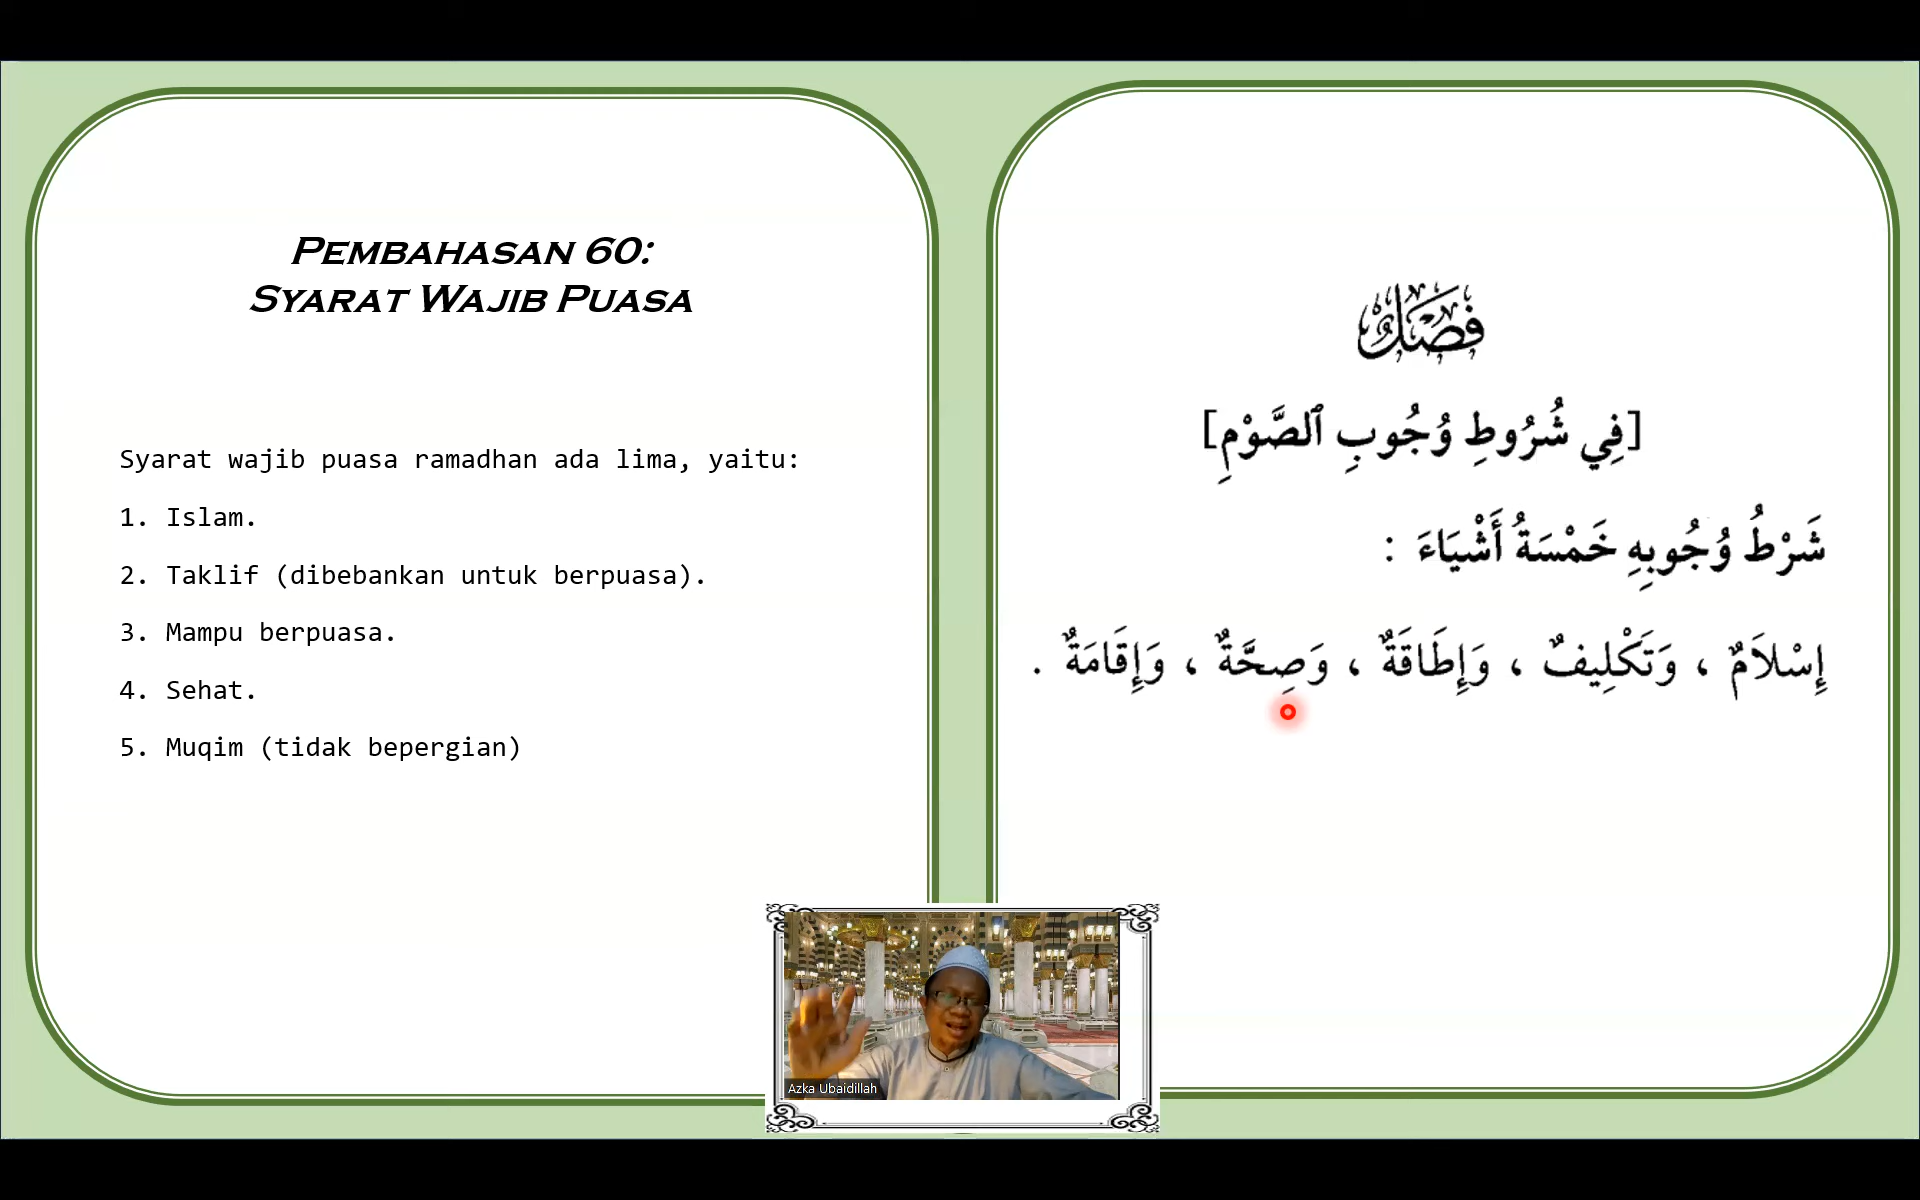 PEMBAHASAN 60:
SYARAT WAJIB PUASA
Syarat wajib puasa ramadhan ada lima, yaitu:
1. Islam.
2. Taklif (dibebankan untuk berpuasa).
3. Mampu berpuasa.
4. Sehat.
5. Muqim (tidak bepergian)
فَصْلٌ
[فِي شُرُوطِ وُجُوبِ ٱلصَّوْمِ]
شَرْطُ وُجُوبِهِ خَمْسَةُ أَشْيَاءَ :
إِسْلَامٌ ، وَتَكْلِيفٌ ، وَإِطَاقَةٌ ، وَصِحَّةٌ ، وَإِقَامَةٌ .
Azka Ubaidillah